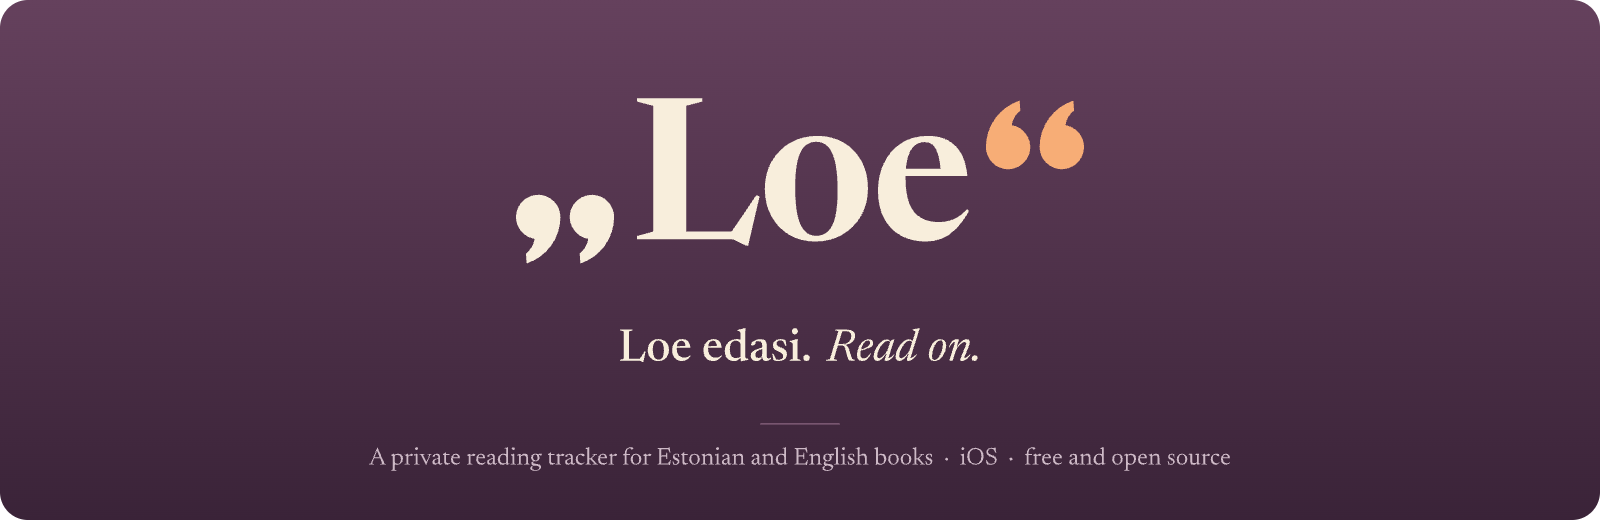 „Loe“
Loe edasi. Read on.
A private reading tracker for Estonian and English books · iOS · free and open source